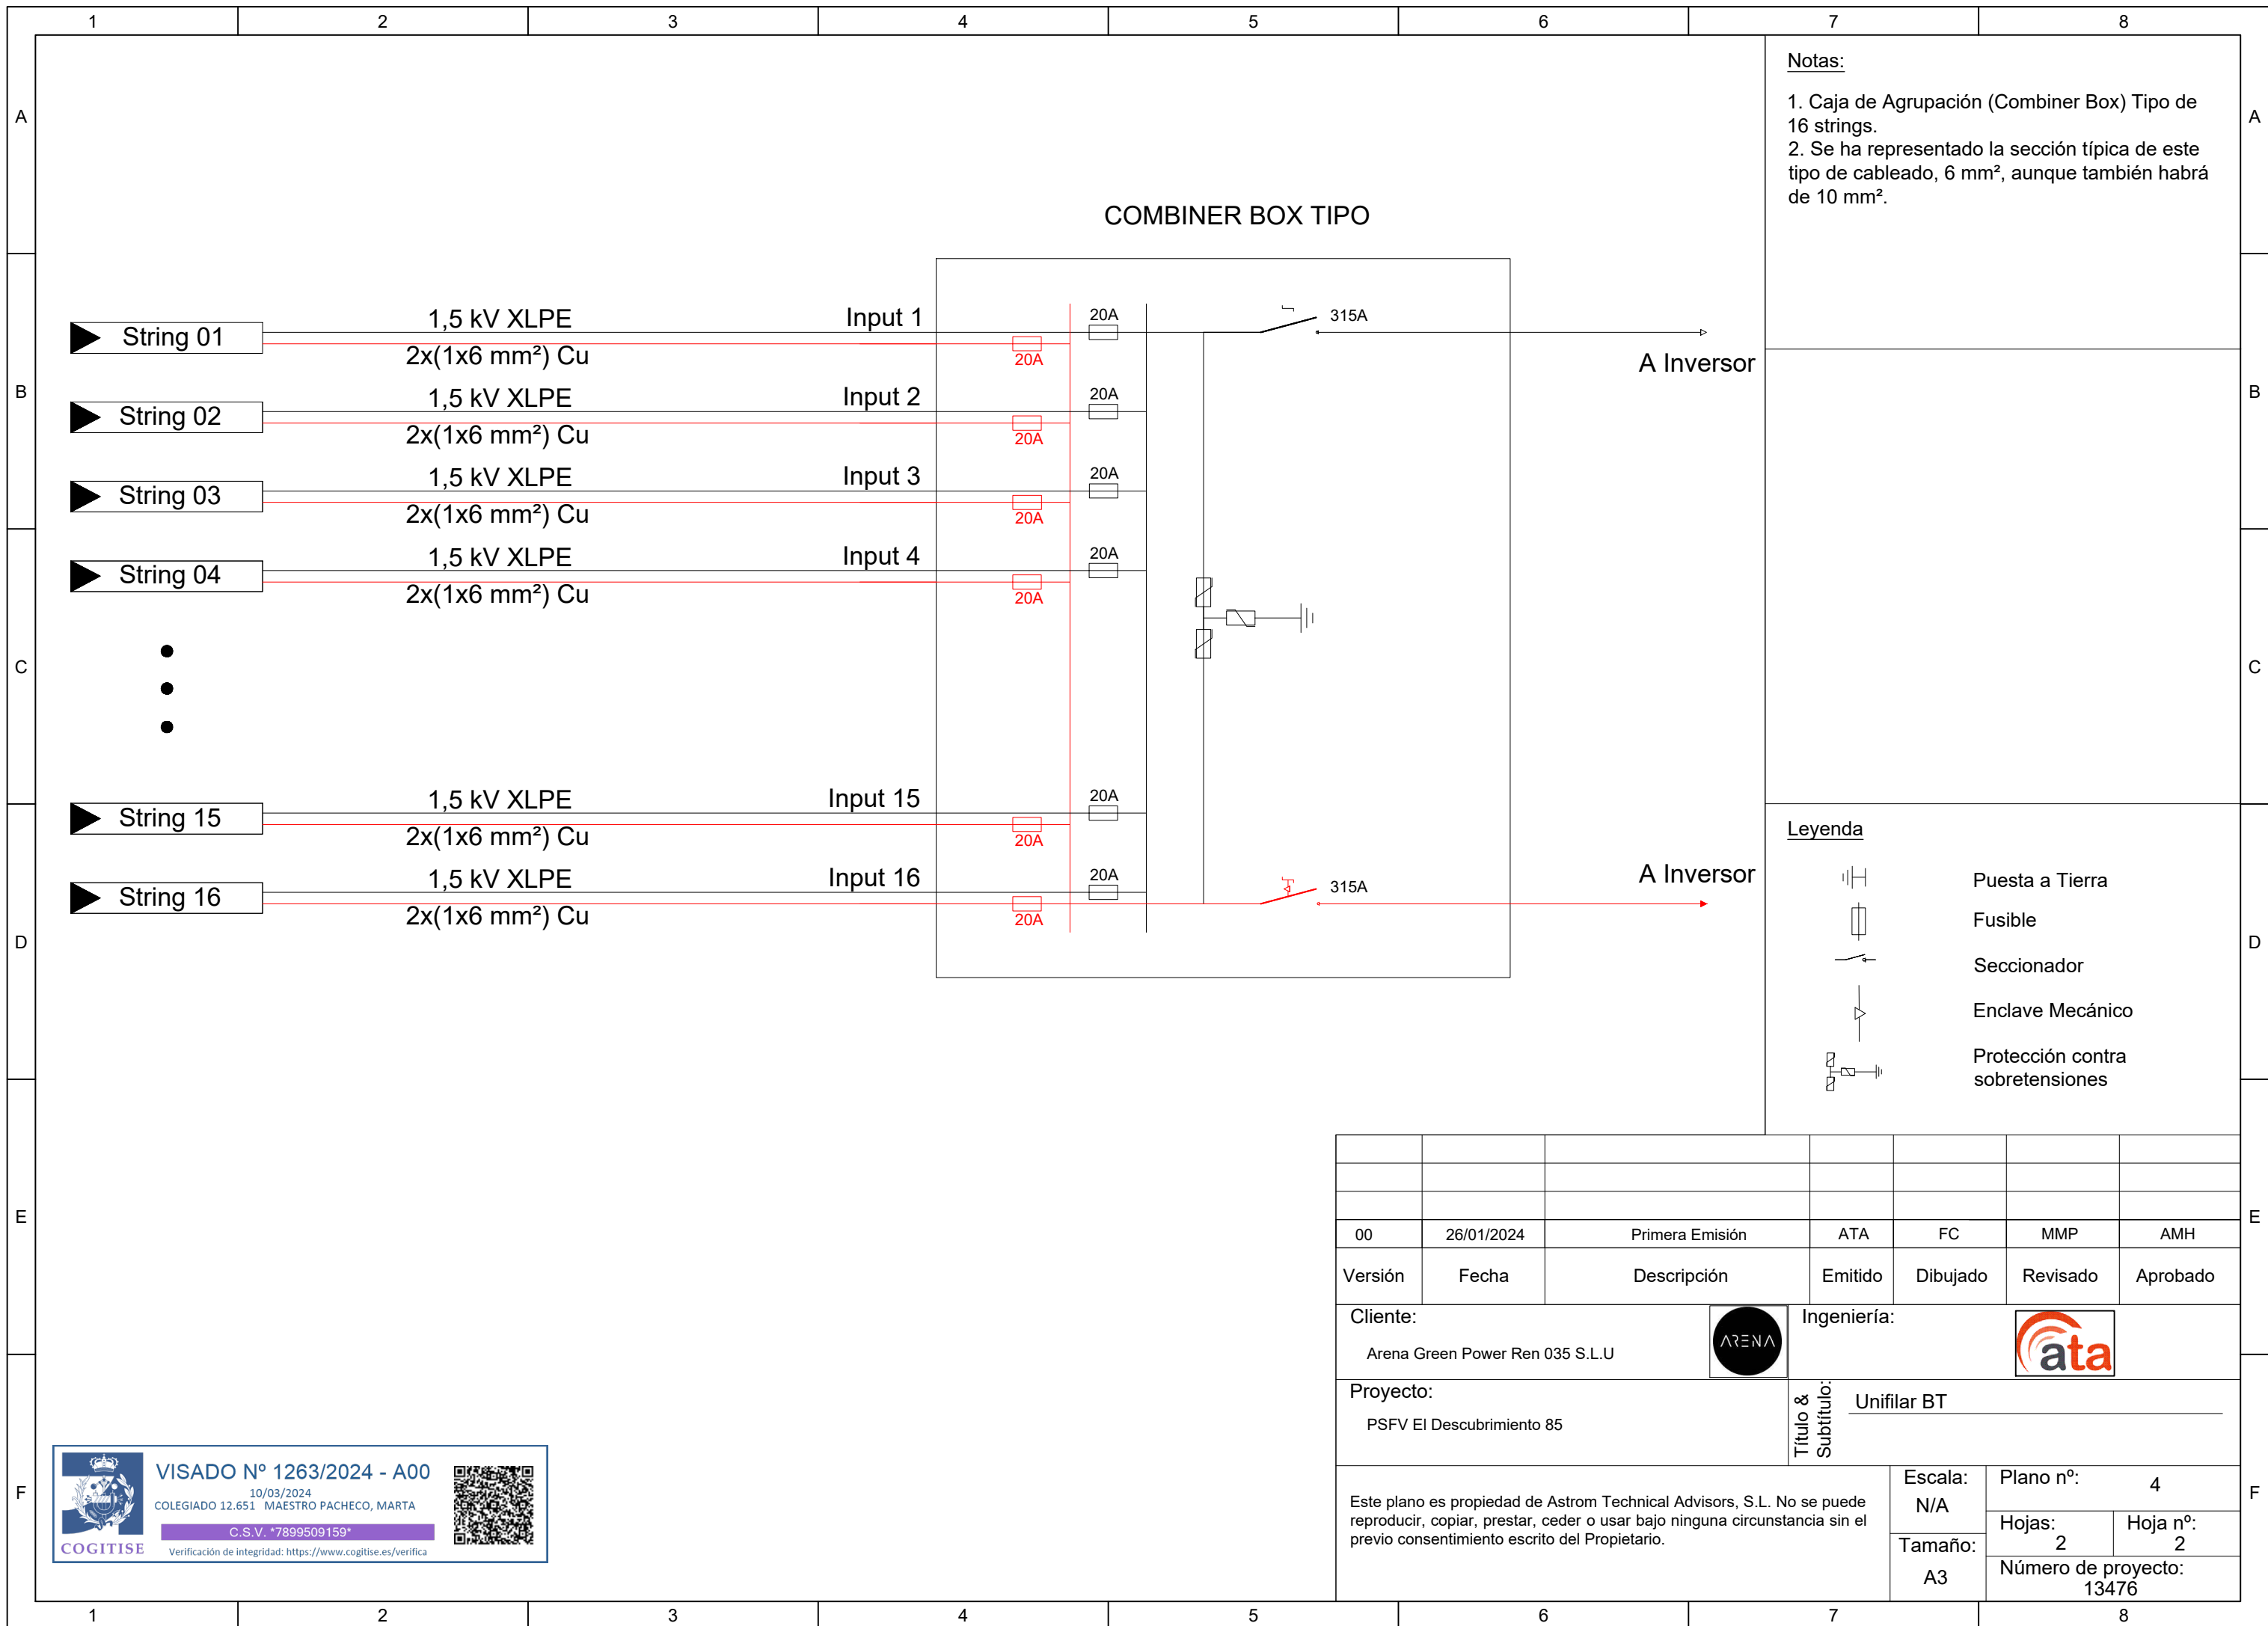 1 2 3 4 5 6 7 8
A A
B B
C C
D D
E E
F F
Notas:
1. Caja de Agrupación (Combiner Box) Tipo de
16 strings.
2. Se ha representado la sección típica de este
tipo de cableado, 6 mm², aunque también habrá
de 10 mm².
COMBINER BOX TIPO
String 01 1,5 kV XLPE Input 1 20A 315A
2x(1x6 mm²) Cu 20A A Inversor
String 02 1,5 kV XLPE Input 2 20A
2x(1x6 mm²) Cu 20A
String 03 1,5 kV XLPE Input 3 20A
2x(1x6 mm²) Cu 20A
String 04 1,5 kV XLPE Input 4 20A
2x(1x6 mm²) Cu 20A
String 15 1,5 kV XLPE Input 15 20A
2x(1x6 mm²) Cu 20A
String 16 1,5 kV XLPE Input 16 20A 315A A Inversor
2x(1x6 mm²) Cu 20A
Leyenda
Puesta a Tierra
Fusible
Seccionador
Enclave Mecánico
Protección contra
sobretensiones
00 26/01/2024 Primera Emisión ATA FC MMP AMH
Versión Fecha Descripción Emitido Dibujado Revisado Aprobado
Cliente:
Arena Green Power Ren 035 S.L.U
ARENA
Ingeniería:
ata
Proyecto:
PSFV El Descubrimiento 85
Título &
Subtítulo:
Unifilar BT
Este plano es propiedad de Astrom Technical Advisors, S.L. No se puede
reproducir, copiar, prestar, ceder o usar bajo ninguna circunstancia sin el
previo consentimiento escrito del Propietario.
Escala:
N/A
Tamaño:
A3
Plano nº:
4
Hojas:
2
Hoja nº:
2
Número de proyecto:
13476
VISADO Nº 1263/2024 - A00
10/03/2024
COLEGIADO 12.651 MAESTRO PACHECO, MARTA
C.S.V. *7899509159*
Verificación de integridad: https://www.cogitise.es/verifica
COGITISE
1 2 3 4 5 6 7 8